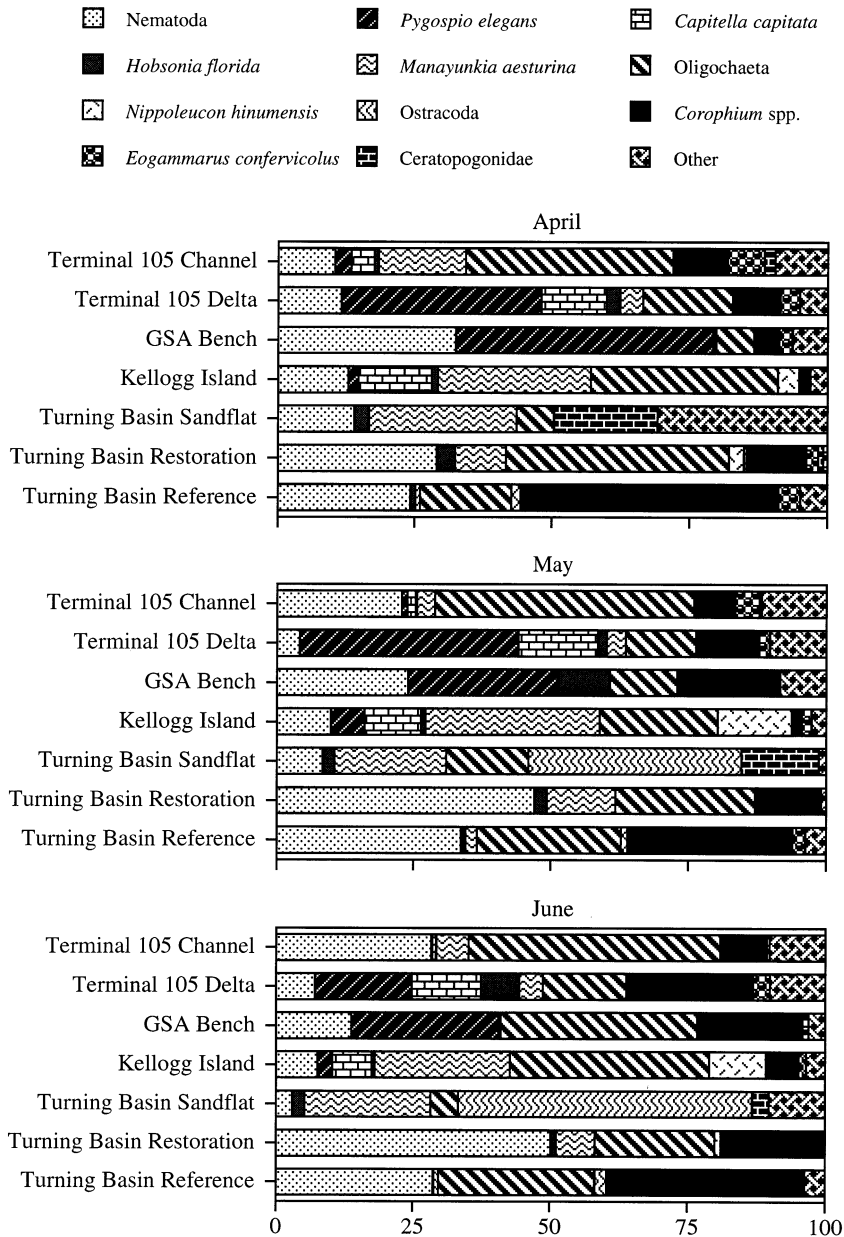 Nematoda Pygospio elegans Capitella capitata
Hobsonia florida Manayunkia aesturina Oligochaeta
Nippoleucon hinumensis Ostracoda Corophium spp.
Eogammarus confervicolus Ceratopogonidae Other
April
Terminal 105 Channel
Terminal 105 Delta
GSA Bench
Kellogg Island
Turning Basin Sandflat
Turning Basin Restoration
Turning Basin Reference
May
Terminal 105 Channel
Terminal 105 Delta
GSA Bench
Kellogg Island
Turning Basin Sandflat
Turning Basin Restoration
Turning Basin Reference
June
Terminal 105 Channel
Terminal 105 Delta
GSA Bench
Kellogg Island
Turning Basin Sandflat
Turning Basin Restoration
Turning Basin Reference
0 25 50 75 100